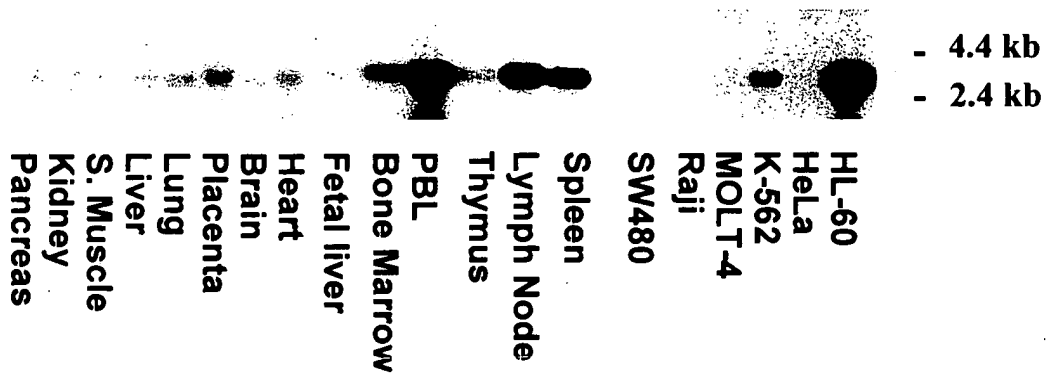 - 4.4 kb
- 2.4 kb
Pancreas
Kidney
S. Muscle
Liver
Lung
Placenta
Brain
Heart
Fetal liver
Bone Marrow
PBL
Thymus
Lymph Node
Spleen
SW480
Raji
MOLT-4
K-562
HeLa
HL-60